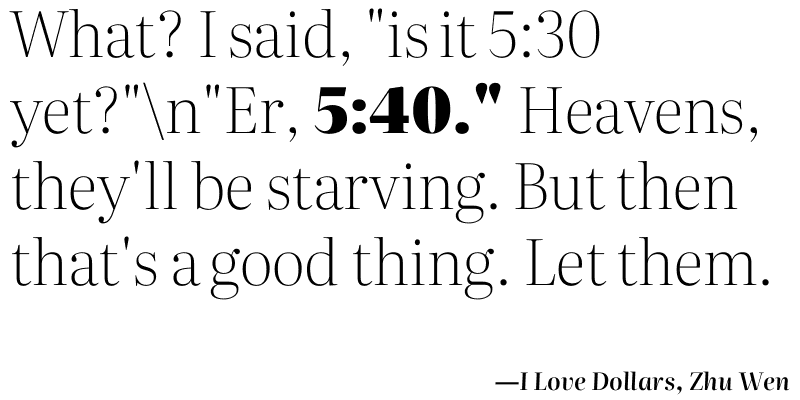 What? I said, "is it 5:30
yet?"\n"Er, 5:40." Heavens,
they'll be starving. But then
that's a good thing. Let them.
—I Love Dollars, Zhu Wen